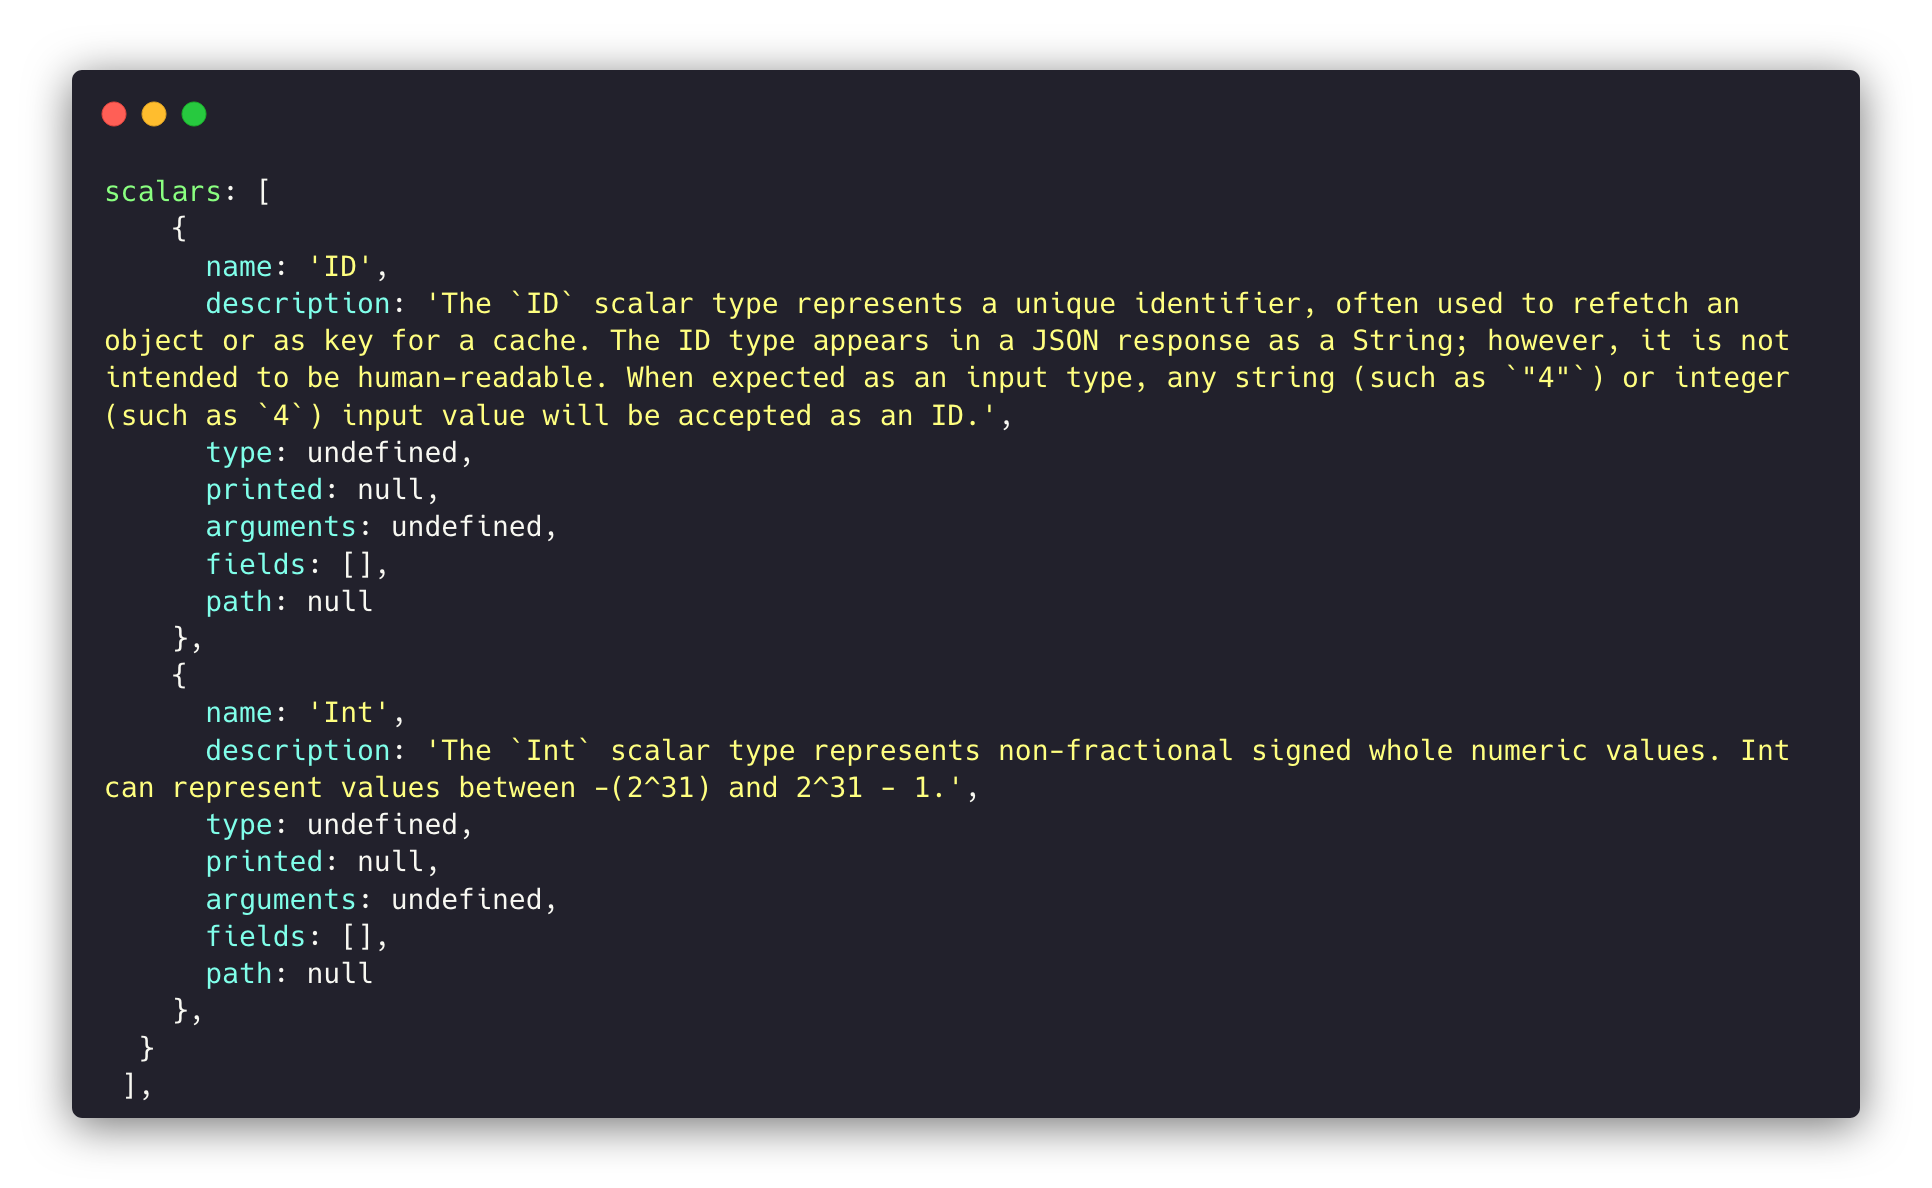 scalars: [
    {
      name: 'ID',
      description: 'The `ID` scalar type represents a unique identifier, often used to refetch an
object or as key for a cache. The ID type appears in a JSON response as a String; however, it is not
intended to be human-readable. When expected as an input type, any string (such as `"4"`) or integer
(such as `4`) input value will be accepted as an ID.',
      type: undefined,
      printed: null,
      arguments: undefined,
      fields: [],
      path: null
    },
    {
      name: 'Int',
      description: 'The `Int` scalar type represents non-fractional signed whole numeric values. Int
can represent values between -(2^31) and 2^31 - 1.',
      type: undefined,
      printed: null,
      arguments: undefined,
      fields: [],
      path: null
    },
  }
 ],